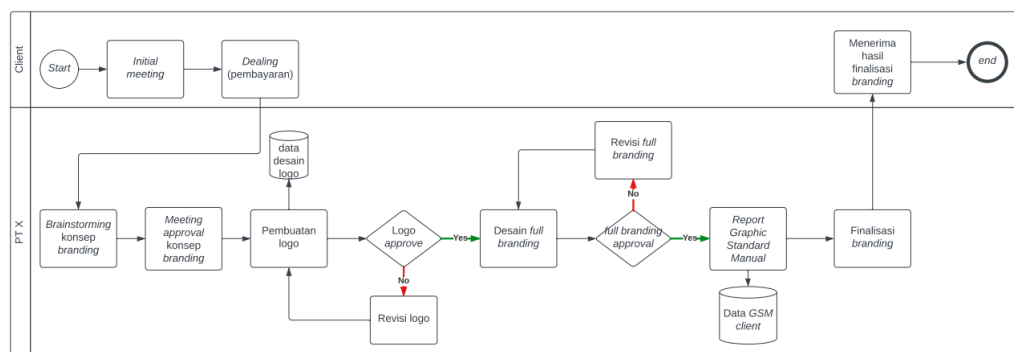 Client
Start
Initial
meeting
Dealing
(pembayaran)
Menerima
hasil
finalisasi
branding
end
PT X
data
desain
logo
Revisi full
branding
No
Brainstorming
konsep
branding
Meeting
approval
konsep
branding
Pembuatan
logo
Logo
approve
Yes
Desain full
branding
full branding
approval
Yes
Report
Graphic
Standard
Manual
Finalisasi
branding
No
Revisi logo
Data GSM
client